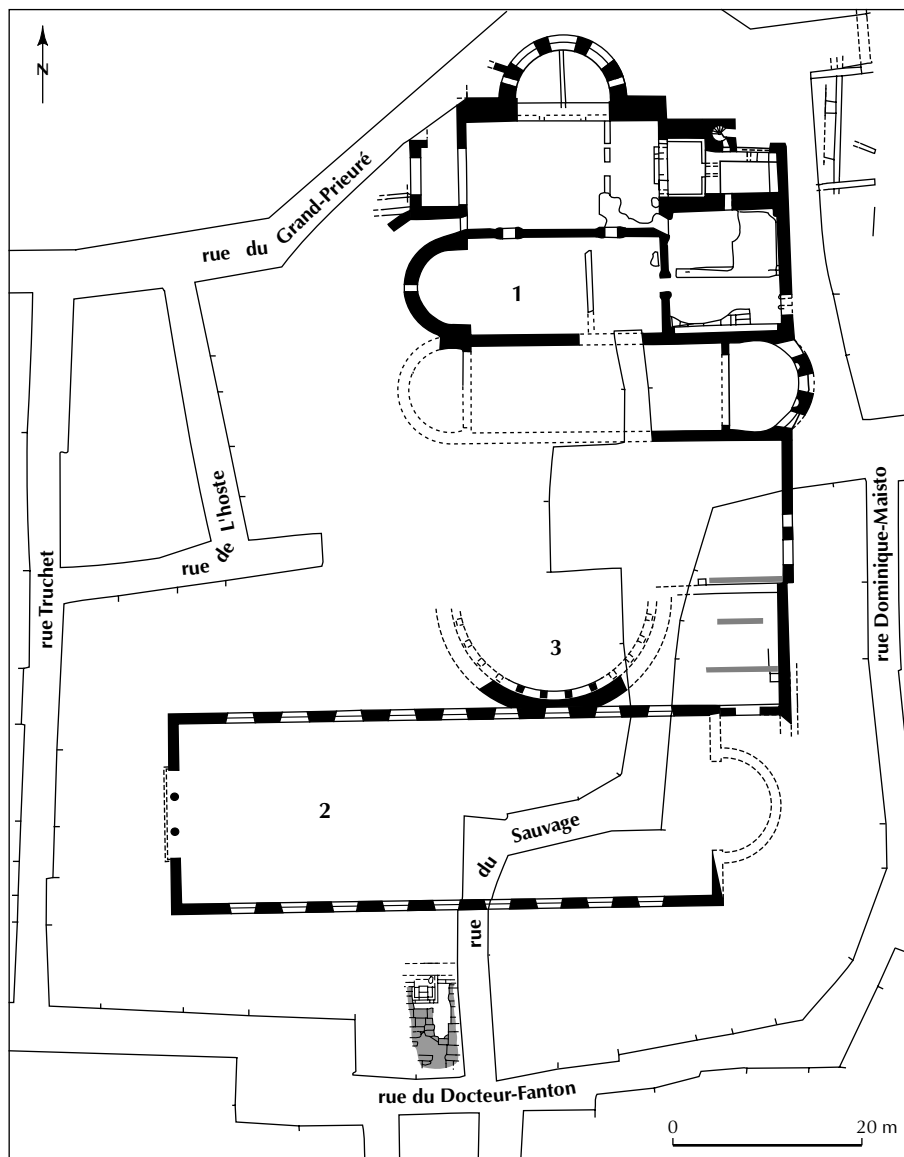 N
rue du Grand-Prieuré
1
rue de L'hoste
rue Truchet
rue Dominique-Maïsto
3
2
rue du Sauvage
rue du Docteur-Fanton
0 20 m